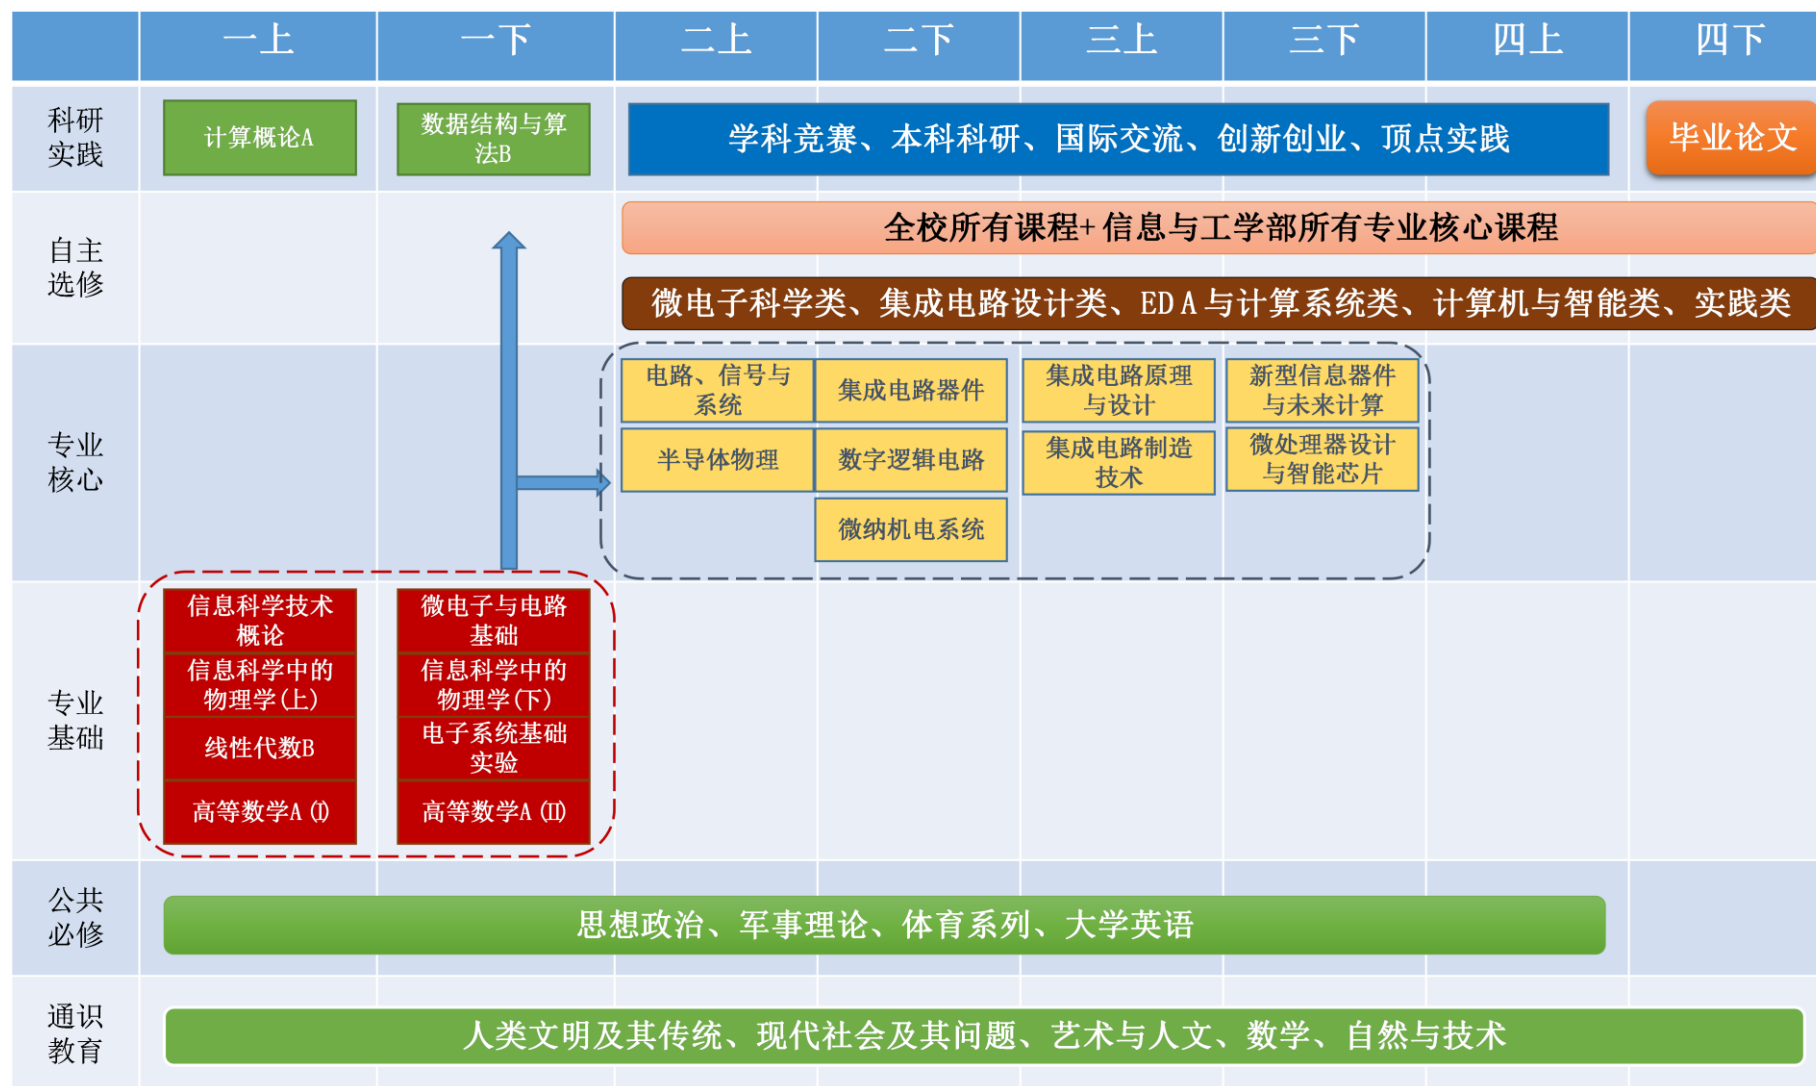 一上
一下
二上
二下
三上
三下
四上
四下
科研
实践
计算概论A
数据结构与算
法B
学科竞赛、本科科研、国际交流、创新创业、顶点实践
毕业论文
自主
选修
全校所有课程+信息与工学部所有专业核心课程
微电子科学类、集成电路设计类、EDA与计算系统类、计算机与智能类、实践类
专业
核心
电路、信号与
系统
集成电路器件
集成电路原理
与设计
新型信息器件
与未来计算
半导体物理
数字逻辑电路
集成电路制造
技术
微处理器设计
与智能芯片
微纳机电系统
专业
基础
信息科学技术
概论
微电子与电路
基础
信息科学中的
物理学(上)
信息科学中的
物理学(下)
线性代数B
电子系统基础
实验
高等数学A(I)
高等数学A(II)
公共
必修
思想政治、军事理论、体育系列、大学英语
通识
教育
人类文明及其传统、现代社会及其问题、艺术与人文、数学、自然与技术